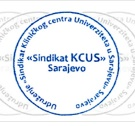 Udruženje «Sindikat Kliničkog centra Univerziteta u Sarajevu» Sarajevo
«Sindikat KCUS»
Sarajevo